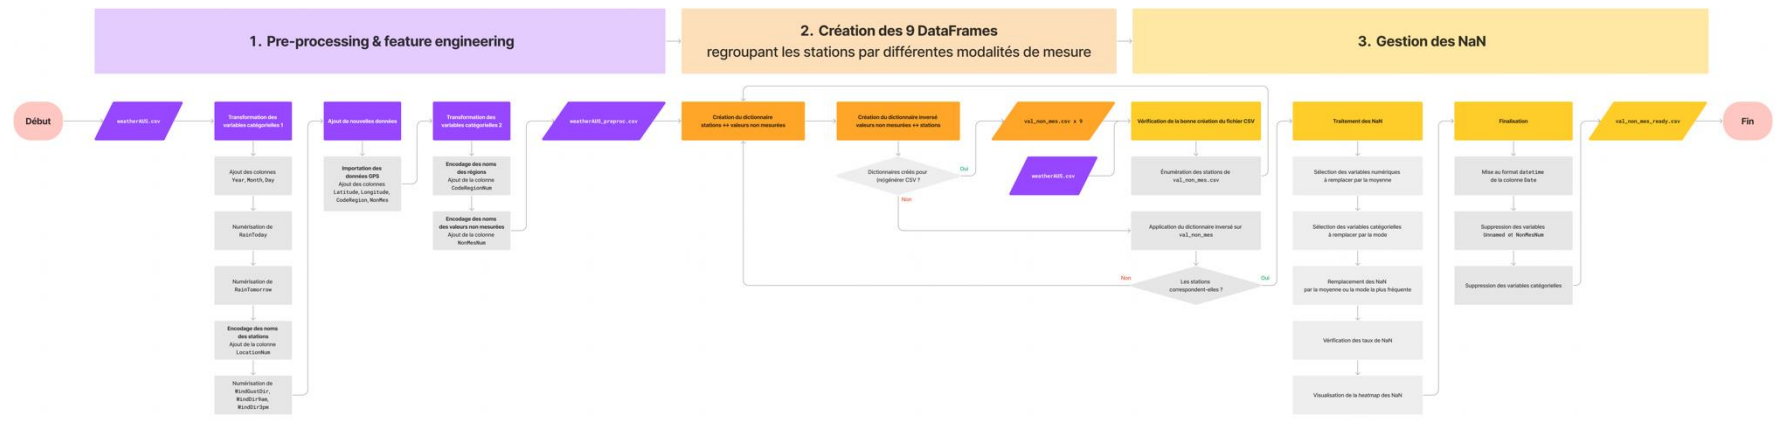 1. Pre-processing & feature engineering
2. Création des 9 DataFrames
regroupant les stations par différentes modalités de mesure
3. Gestion des NaN
Début
weatherAUS.csv
Transformation des
variables catégorielles 1
Ajout des colonnes
Year, Month, Day
Numérisation de
RainToday
Numérisation de
RainTomorrow
Encodage des noms
des stations
Ajout de la colonne
LocationNum
Numérisation de
WindGustDir,
WindDir9am,
WindDir3pm
Ajout de nouvelles données
Importation des
données GPS
Ajout des colonnes
Latitude, Longitude,
CodeRegion, NonMes
Transformation des
variables catégorielles 2
Encodage des noms
des régions
Ajout de la colonne
CodeRegionNum
Encodage des noms
des valeurs non mesurées
Ajout de la colonne
NonMesNum
weatherAUS_preproc.csv
Création du dictionnaire
stations ↔ valeurs non mesurées
Création du dictionnaire inversé
valeurs non mesurées ↔ stations
Dictionnaires créés pour
(re)générer CSV ?
Oui
Non
val_non_mes.csv x 9
weatherAUS.csv
Vérification de la bonne création du fichier CSV
Énumération des stations de
val_non_mes.csv
Application du dictionnaire inversé sur
val_non_mes
Les stations
correspondent-elles ?
Non
Oui
Traitement des NaN
Sélection des variables numériques
à remplacer par la moyenne
Sélection des variables catégorielles
à remplacer par la mode
Remplacement des NaN
par la moyenne ou la mode la plus fréquente
Vérification des taux de NaN
Visualisation de la heatmap des NaN
Finalisation
Mise au format datetime
de la colonne Date
Suppression des variables
Unnamed et NonMesNum
Suppression des variables catégorielles
val_non_mes_ready.csv
Fin